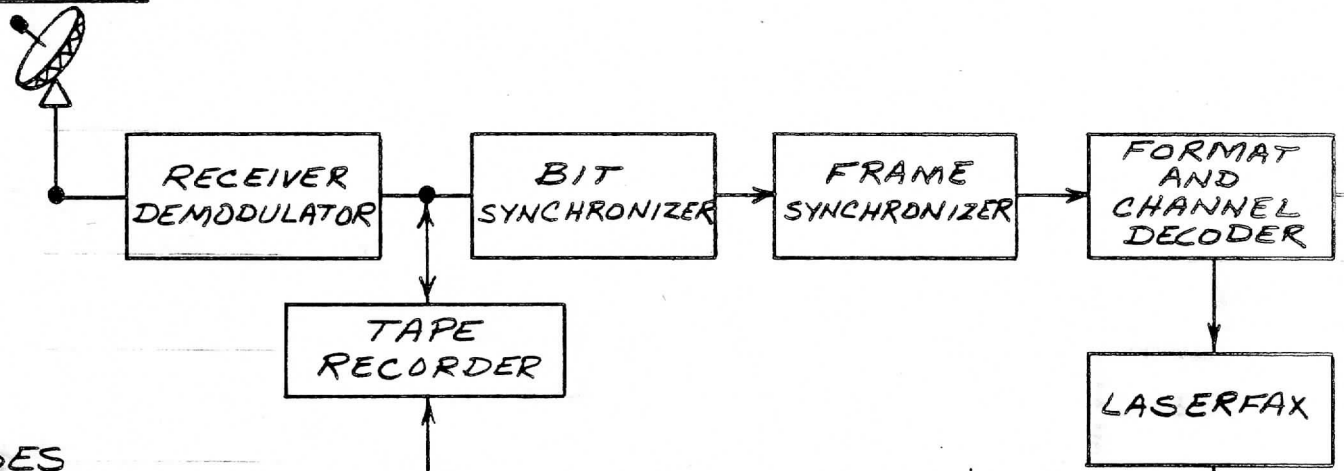 RECEIVER
DEMODULATOR
BIT
SYNCHRONIZER
FRAME
SYNCHRONIZER
FORMAT
AND
CHANNEL
DECODER
TAPE
RECORDER
LASERFAX